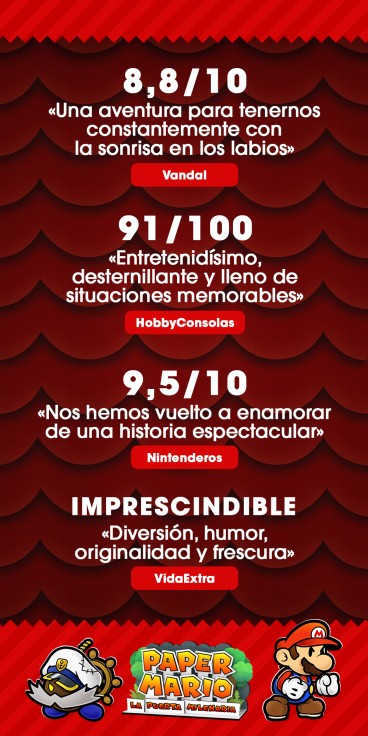 8,8/10
«Una aventura para tenernos
constantemente con
la sonrisa en los labios»
Vandal
91/100
«Entretenidísimo,
desternillante y lleno de
situaciones memorables»
HobbyConsolas
9,5/10
«Nos hemos vuelto a enamorar
de una historia espectacular»
Nintenderos
IMPRESCINDIBLE
«Diversión, humor,
originalidad y frescura»
VidaExtra
PAPER
MARIO
LA PUERTA MILENARIA
M